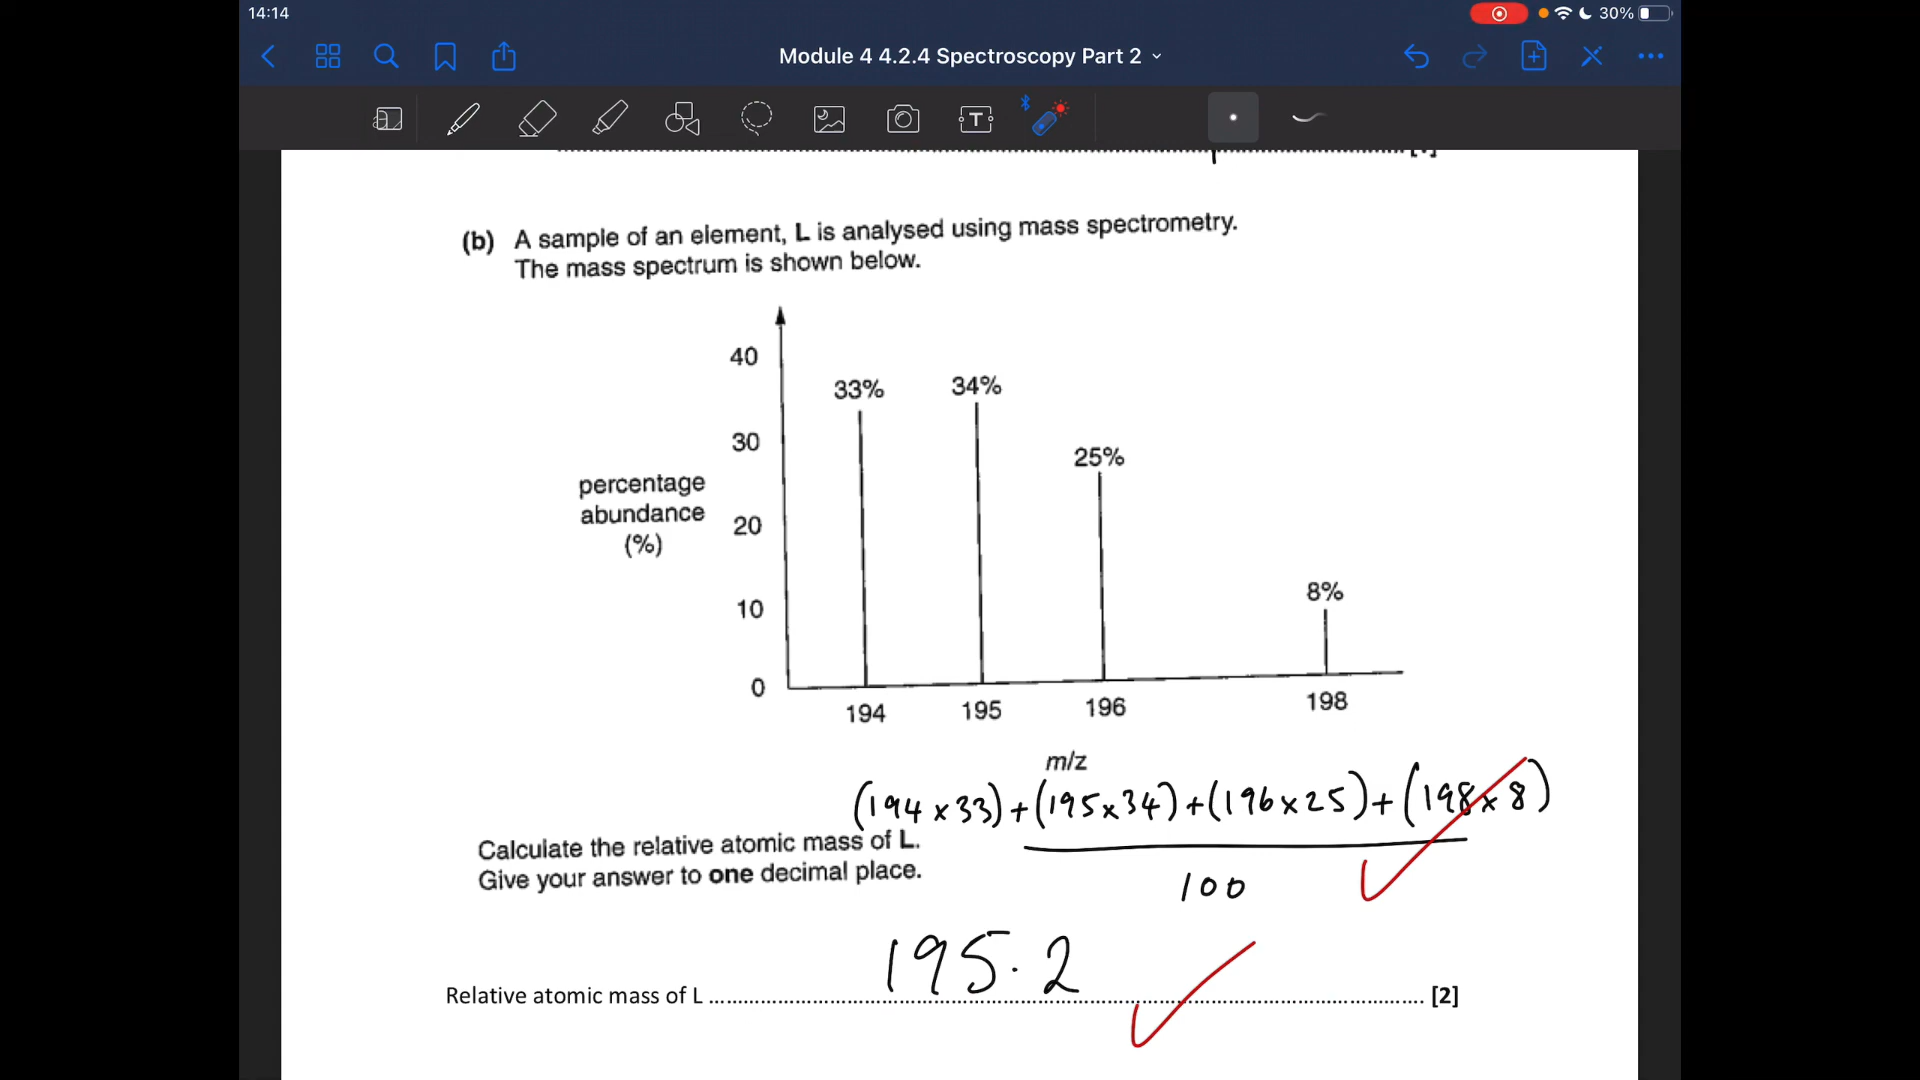 14:14
30%
Module 4 4.2.4 Spectroscopy Part 2
(b) A sample of an element, L is analysed using mass spectrometry.
The mass spectrum is shown below.
40
30
20
10
0
percentage
abundance
(%)
33%
34%
25%
8%
194
195
196
198
m/z
(194 x 33) + (195 x 34) + (196 x 25) + (198 x 8)
100
Calculate the relative atomic mass of L.
Give your answer to one decimal place.
195.2
Relative atomic mass of L ........................................ [2]